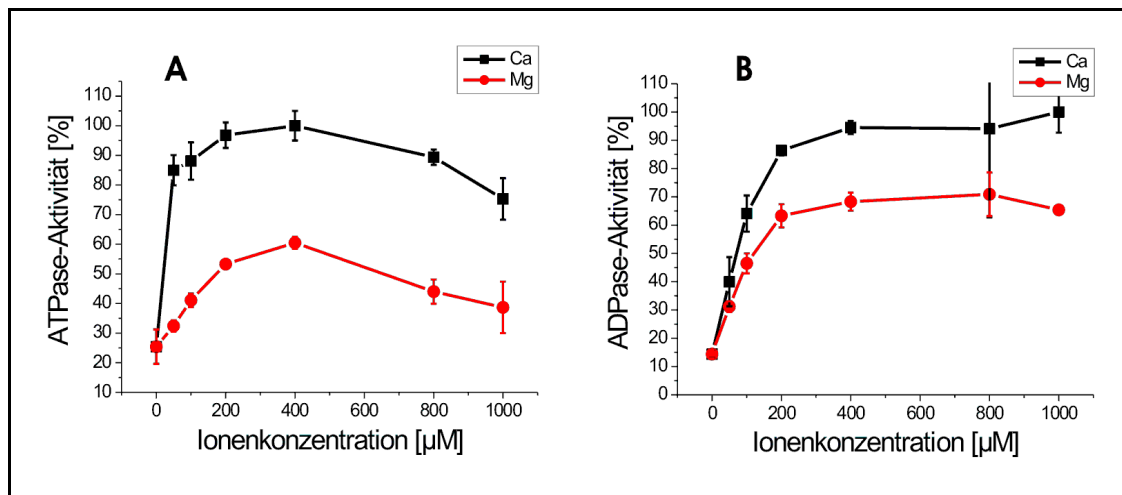 A
Ca
Mg
ATPase-Aktivität [%]
110
100
90
80
70
60
50
40
30
20
10
0 200 400 600 800 1000
Ionenkonzentration [µM]
B
Ca
Mg
ADPase-Aktivität [%]
110
100
90
80
70
60
50
40
30
20
10
0
0 200 400 600 800 1000
Ionenkonzentration [µM]